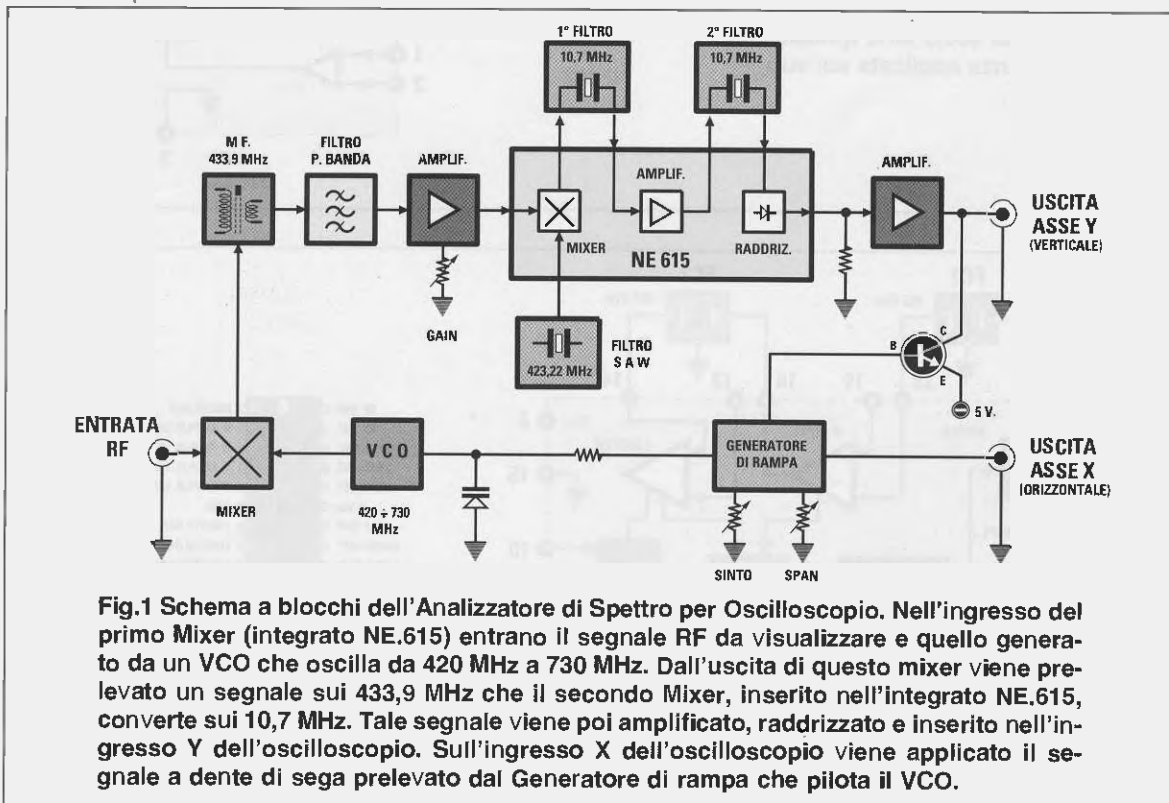 1° FILTRO
10,7 MHz
2° FILTRO
10,7 MHz
M F.
433,9 MHz
FILTRO
P. BANDA
AMPLIF.
GAIN
MIXER
AMPLIF.
RADDRIZ.
NE 615
423,22 MHz
FILTRO
S A W
AMPLIF.
USCITA
ASSE Y
(VERTICALE)
B
C
E
5 V.
ENTRATA
RF
MIXER
V C O
420 ÷ 730
MHz
GENERATORE
DI RAMPA
SINTO
SPAN
USCITA
ASSE X
(ORIZZONTALE)
Fig.1 Schema a blocchi dell'Analizzatore di Spettro per Oscilloscopio. Nell'ingresso del
primo Mixer (integrato NE.615) entrano il segnale RF da visualizzare e quello genera-
to da un VCO che oscilla da 420 MHz a 730 MHz. Dall'uscita di questo mixer viene pre-
levato un segnale sui 433,9 MHz che il secondo Mixer, inserito nell'integrato NE.615,
converte sui 10,7 MHz. Tale segnale viene poi amplificato, raddrizzato e inserito nell'in-
gresso Y dell'oscilloscopio. Sull'ingresso X dell'oscilloscopio viene applicato il se-
gnale a dente di sega prelevato dal Generatore di rampa che pilota il VCO.